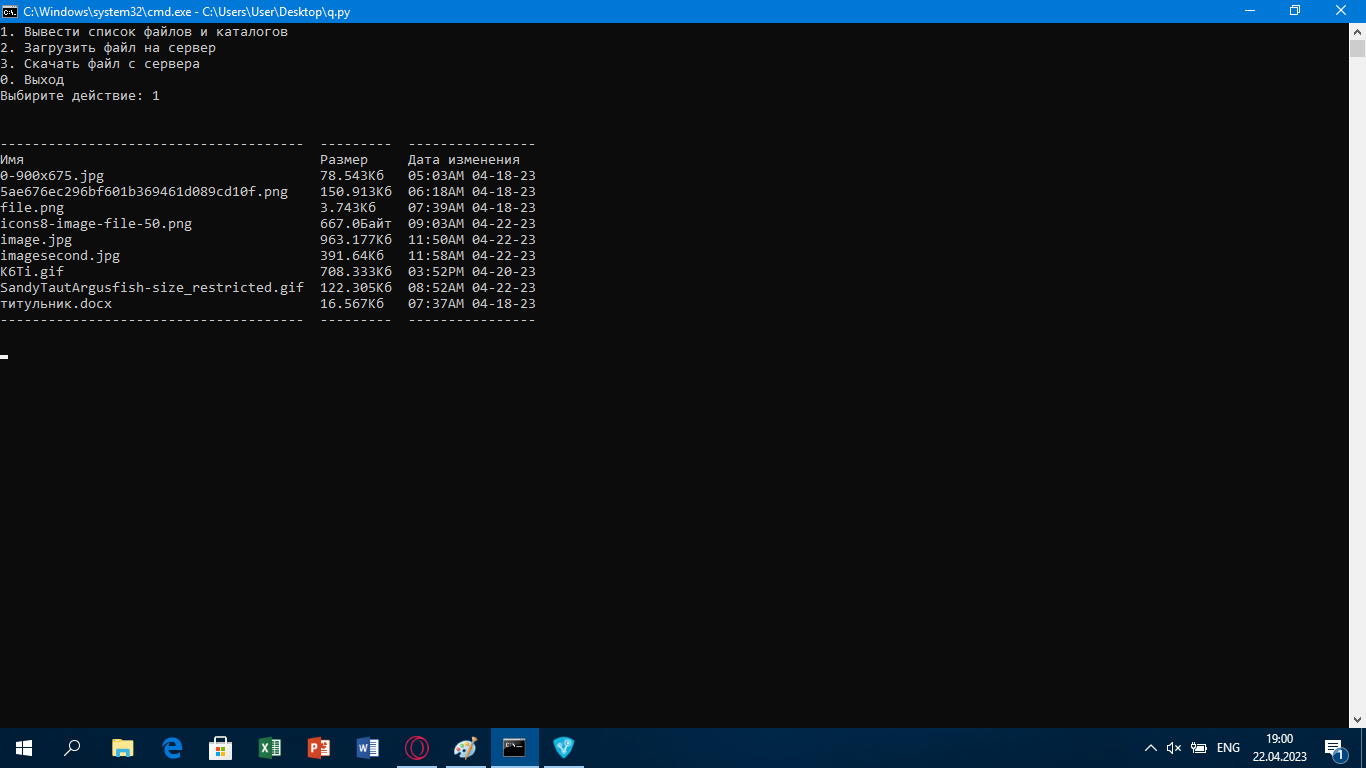 C:\Windows\system32\cmd.exe - C:\Users\User\Desktop\q.py
1. Вывести список файлов и каталогов
2. Загрузить файл на сервер
3. Скачать файл с сервера
0. Выход
Выбирите действие: 1
-------------------------------------- --------- ----------------
Имя Размер Дата изменения
0-900x675.jpg 78.543Кб 05:03AM 04-18-23
5ae676ec296bf601b369461d089cd10f.png 150.913Кб 06:18AM 04-18-23
file.png 3.743Кб 07:39AM 04-18-23
icons8-image-file-50.png 667.0Байт 09:03AM 04-22-23
image.jpg 963.177Кб 11:50AM 04-22-23
imagesecond.jpg 391.64Кб 11:58AM 04-22-23
K6Ti.gif 708.333Кб 03:52PM 04-20-23
SandyTautArgusfish-size_restricted.gif 122.305Кб 08:52AM 04-22-23
титульник.docx 16.567Кб 07:37AM 04-18-23
-------------------------------------- --------- ----------------
ENG
19:00
22.04.2023
1